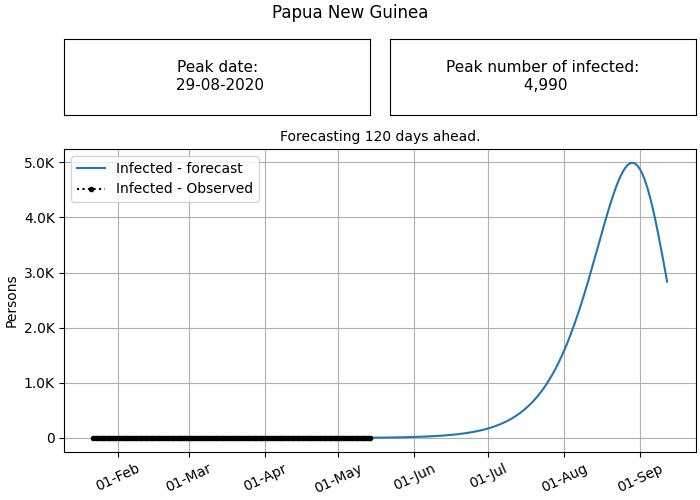 Papua New Guinea
Peak date:
29-08-2020
Peak number of infected:
4,990
Forecasting 120 days ahead.
Infected - forecast
Infected - Observed
5.0K
4.0K
3.0K
2.0K
1.0K
0
Persons
01-Feb
01-Mar
01-Apr
01-May
01-Jun
01-Jul
01-Aug
01-Sep